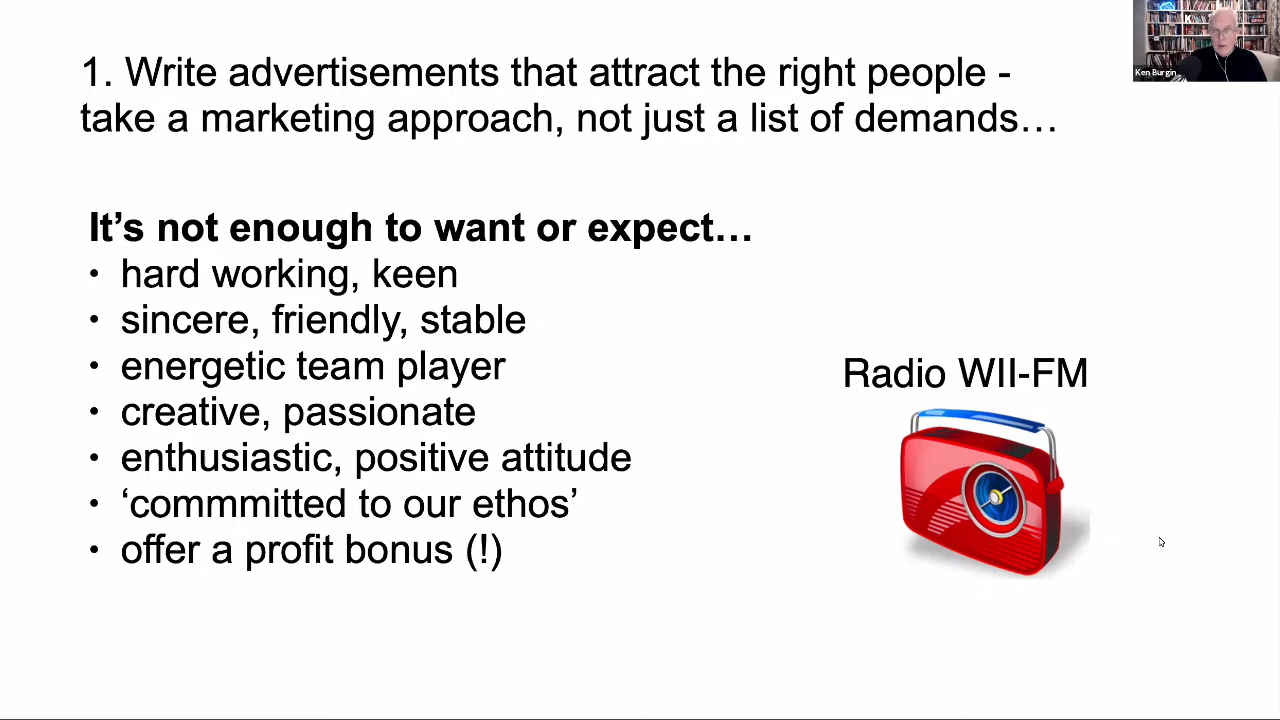 1. Write advertisements that attract the right people -
take a marketing approach, not just a list of demands…
Ken Burgin
It’s not enough to want or expect…
• hard working, keen
• sincere, friendly, stable
• energetic team player
• creative, passionate
• enthusiastic, positive attitude
• ‘commmitted to our ethos’
• offer a profit bonus (!)
Radio WII-FM